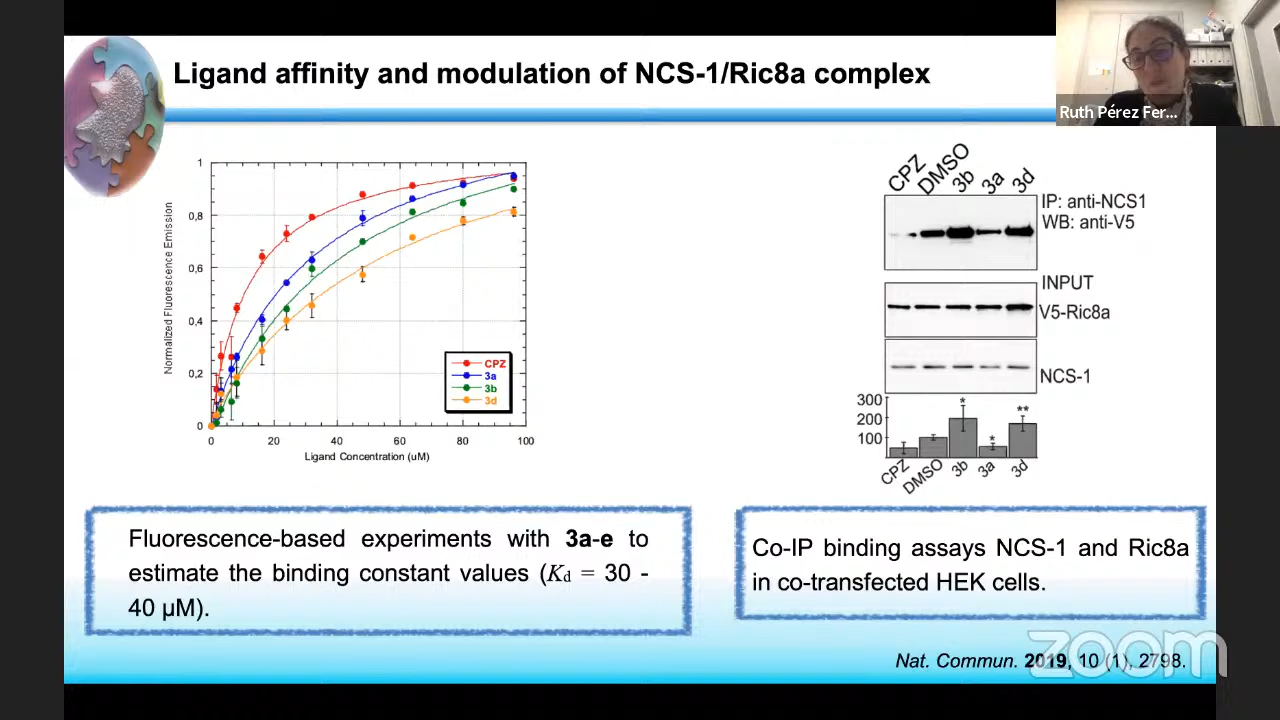 Ligand affinity and modulation of NCS-1/Ric8a complex
Ruth Pérez Fer...
Normalized Fluorescence Emission
1
0,8
0,6
0,4
0,2
0
0 20 40 60 80 100
Ligand Concentration (uM)
CPZ
3a
3b
3d
CPZ DMSO 3b 3a 3d
IP: anti-NCS1
WB: anti-V5
INPUT
V5-Ric8a
NCS-1
300
200
100
* * **
CPZ DMSO 3b 3a 3d
Fluorescence-based experiments with 3a-e to
estimate the binding constant values (Kd = 30 -
40 µM).
Co-IP binding assays NCS-1 and Ric8a
in co-transfected HEK cells.
Nat. Commun. 2019, 10 (1), 2798.
zoom